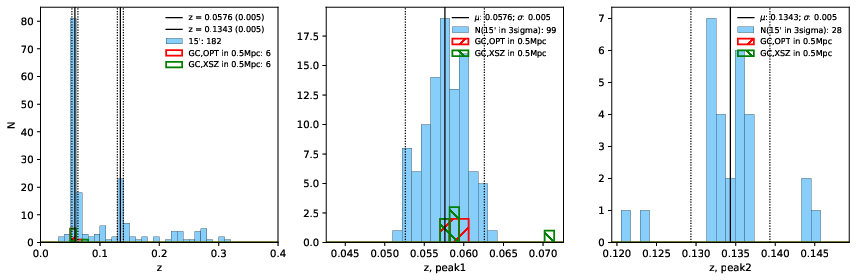 z = 0.0576 (0.005)
z = 0.1343 (0.005)
15': 182
GC,OPT in 0.5Mpc: 6
GC,XSZ in 0.5Mpc: 6
80
70
60
50
40
30
20
10
0
N
0.0 0.1 0.2 0.3 0.4
z
μ: 0.0576; σ: 0.005
N(15' in 3sigma): 99
GC,OPT in 0.5Mpc
GC,XSZ in 0.5Mpc
17.5
15.0
12.5
10.0
7.5
5.0
2.5
0.0
0.045 0.050 0.055 0.060 0.065 0.070
z, peak1
μ: 0.1343; σ: 0.005
N(15' in 3sigma): 28
GC,OPT in 0.5Mpc
GC,XSZ in 0.5Mpc
7
6
5
4
3
2
1
0
0.120 0.125 0.130 0.135 0.140 0.145
z, peak2